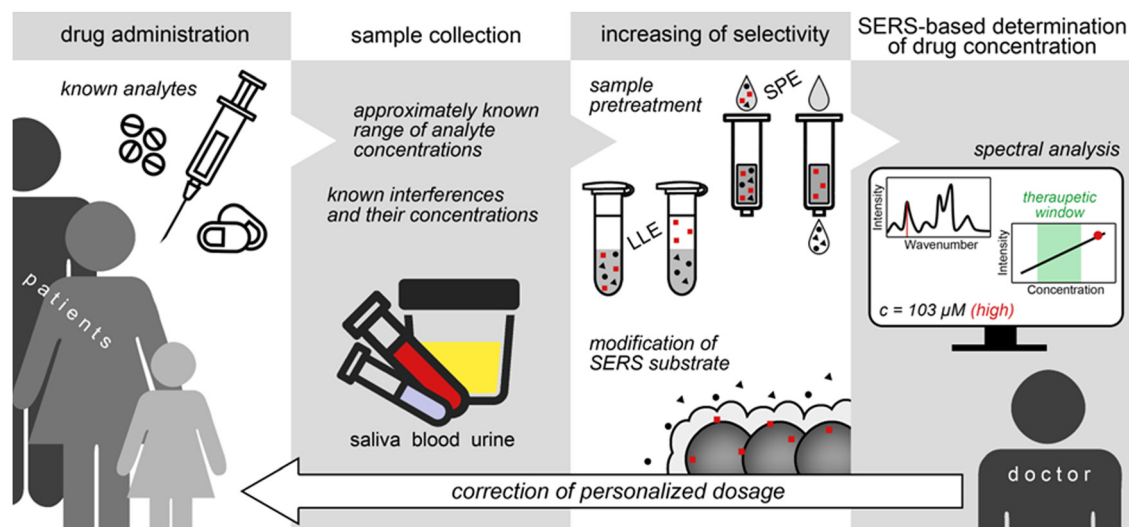 drug administration
sample collection
increasing of selectivity
SERS-based determination
of drug concentration
known analytes
patients
approximately known
range of analyte
concentrations
known interferences
and their concentrations
saliva blood urine
sample
pretreatment
SPE
LLE
modification of
SERS substrate
spectral analysis
Intensity
Wavenumber
theraupetic
window
Intensity
Concentration
c = 103 µM (high)
doctor
correction of personalized dosage